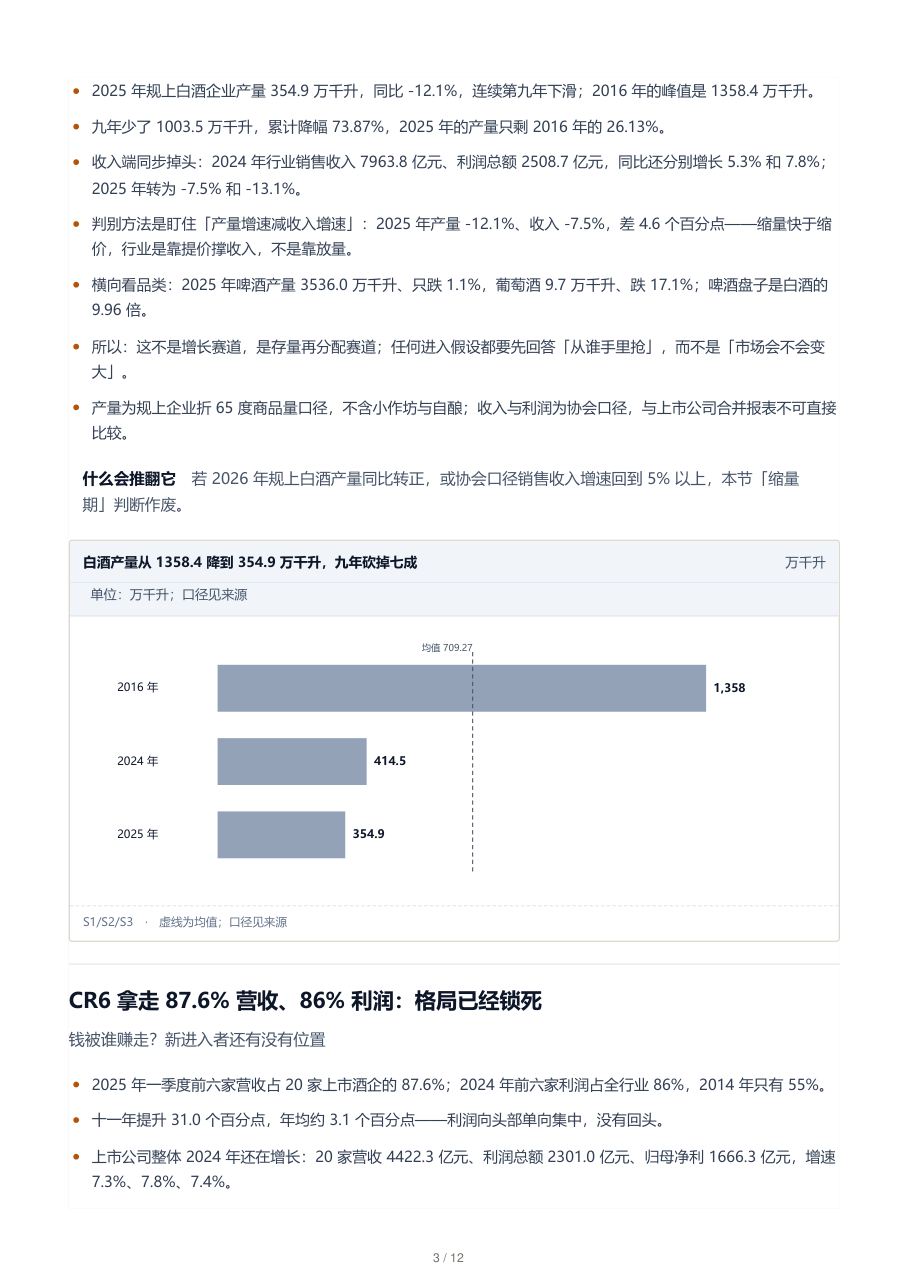 2025 年规上白酒企业产量 354.9 万千升，同比 -12.1%，连续第九年下滑；2016 年的峰值是 1358.4 万千升。
九年少了 1003.5 万千升，累计降幅 73.87%，2025 年的产量只剩 2016 年的 26.13%。
收入端同步掉头：2024 年行业销售收入 7963.8 亿元、利润总额 2508.7 亿元，同比还分别增长 5.3% 和 7.8%；
2025 年转为 -7.5% 和 -13.1%。
判别方法是盯住「产量增速减收入增速」：2025 年产量 -12.1%、收入 -7.5%，差 4.6 个百分点——缩量快于缩
价，行业是靠提价撑收入，不是靠放量。
横向看品类：2025 年啤酒产量 3536.0 万千升、只跌 1.1%，葡萄酒 9.7 万千升、跌 17.1%；啤酒盘子是白酒的
9.96 倍。
所以：这不是增长赛道，是存量再分配赛道；任何进入假设都要先回答「从谁手里抢」，而不是「市场会不会变
大」。
产量为规上企业折 65 度商品量口径，不含小作坊与自酿；收入与利润为协会口径，与上市公司合并报表不可直接
比较。
什么会推翻它 若 2026 年规上白酒产量同比转正，或协会口径销售收入增速回到 5% 以上，本节「缩量
期」判断作废。
白酒产量从 1358.4 降到 354.9 万千升，九年砍掉七成 万千升
单位：万千升；口径见来源
均值 709.27
2016 年 1,358
2024 年 414.5
2025 年 354.9
S1/S2/S3 · 虚线为均值；口径见来源
CR6 拿走 87.6% 营收、86% 利润：格局已经锁死
钱被谁赚走？新进入者还有没有位置
2025 年一季度前六家营收占 20 家上市酒企的 87.6%；2024 年前六家利润占全行业 86%，2014 年只有 55%。
十一年提升 31.0 个百分点，年均约 3.1 个百分点——利润向头部单向集中，没有回头。
上市公司整体 2024 年还在增长：20 家营收 4422.3 亿元、利润总额 2301.0 亿元、归母净利 1666.3 亿元，增速
7.3%、7.8%、7.4%。
3 / 12